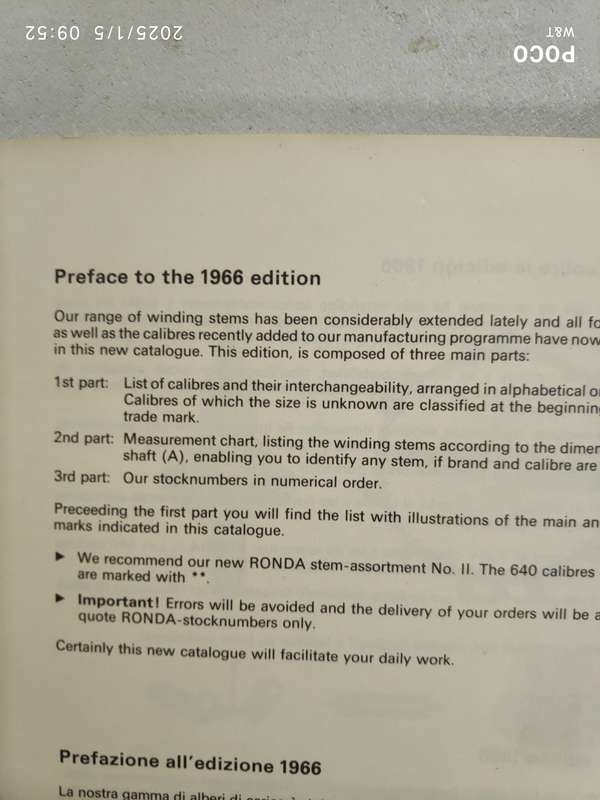 2025/1/5 09:52
POCO
W&T
Preface to the 1966 edition
Our range of winding stems has been considerably extended lately and all fo
as well as the calibres recently added to our manufacturing programme have now
in this new catalogue. This edition, is composed of three main parts:
1st part: List of calibres and their interchangeability, arranged in alphabetical o
Calibres of which the size is unknown are classified at the beginning
trade mark.
2nd part: Measurement chart, listing the winding stems according to the dimen
shaft (A), enabling you to identify any stem, if brand and calibre are
3rd part: Our stocknumbers in numerical order.
Preceeding the first part you will find the list with illustrations of the main an
marks indicated in this catalogue.
► We recommend our new RONDA stem-assortment No. II. The 640 calibres
are marked with **.
► Important! Errors will be avoided and the delivery of your orders will be a
quote RONDA-stocknumbers only.
Certainly this new catalogue will facilitate your daily work.
Prefazione all'edizione 1966
La nostra gamma di alberi di